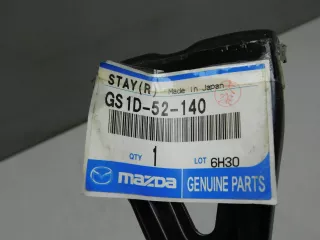 STAY(R) Made in Japan
GS1D-52-140
QTY 1 LOT 6H30
mazda GENUINE PARTS